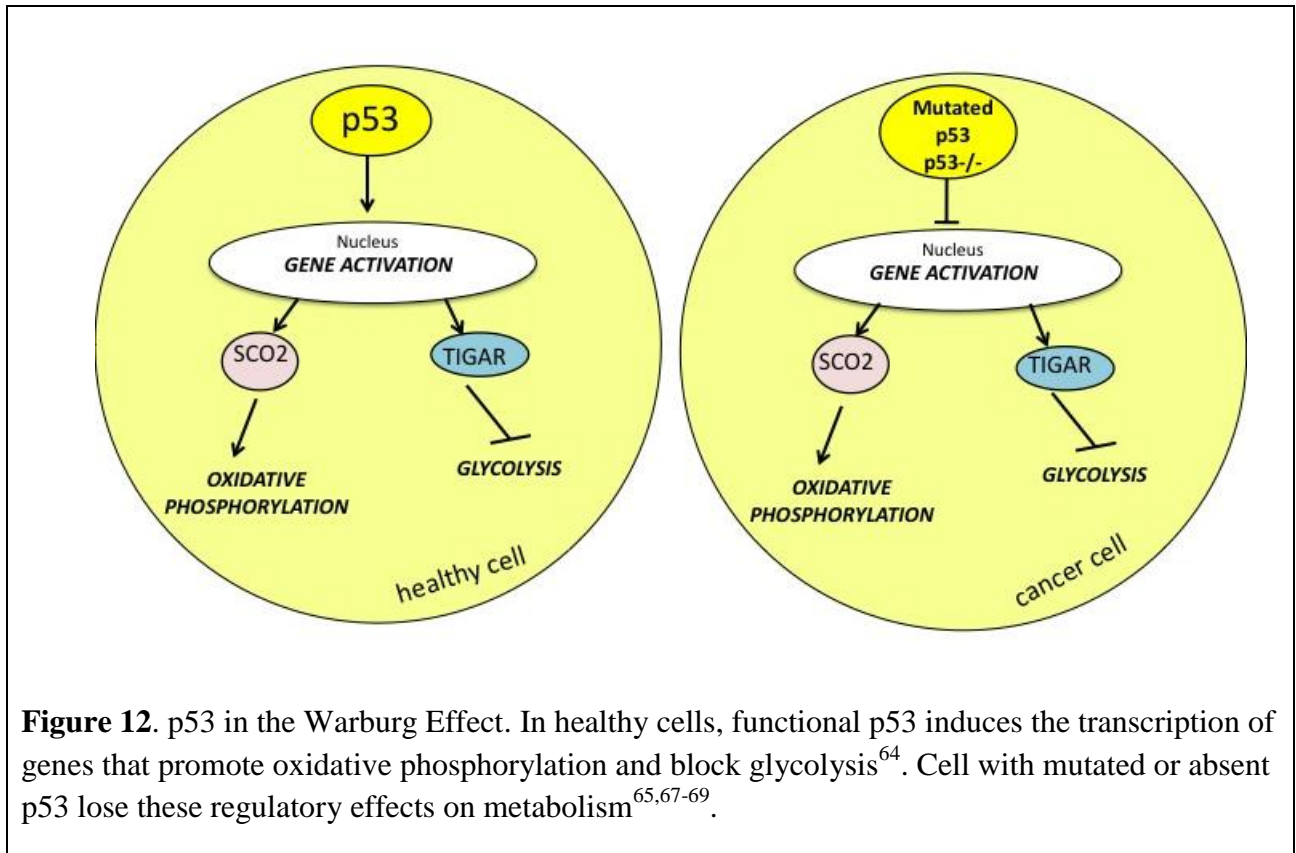 p53
Nucleus
GENE ACTIVATION
SCO2
TIGAR
OXIDATIVE
PHOSPHORYLATION
GLYCOLYSIS
healthy cell
Mutated
p53
p53-/-
Nucleus
GENE ACTIVATION
SCO2
TIGAR
OXIDATIVE
PHOSPHORYLATION
GLYCOLYSIS
cancer cell
Figure 12. p53 in the Warburg Effect. In healthy cells, functional p53 induces the transcription of
genes that promote oxidative phosphorylation and block glycolysis64. Cell with mutated or absent
p53 lose these regulatory effects on metabolism65,67-69.